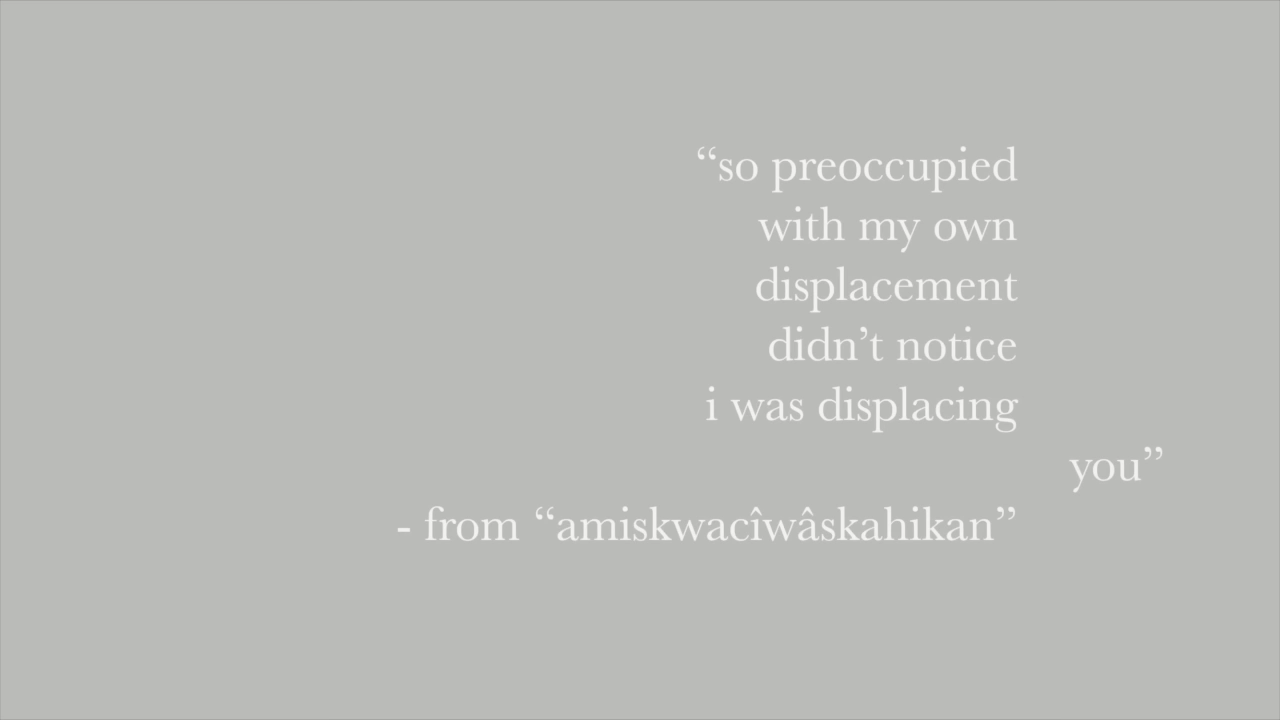 “so preoccupied
with my own
displacement
didn’t notice
i was displacing
you”
- from “amiskwacîwâskahikan”